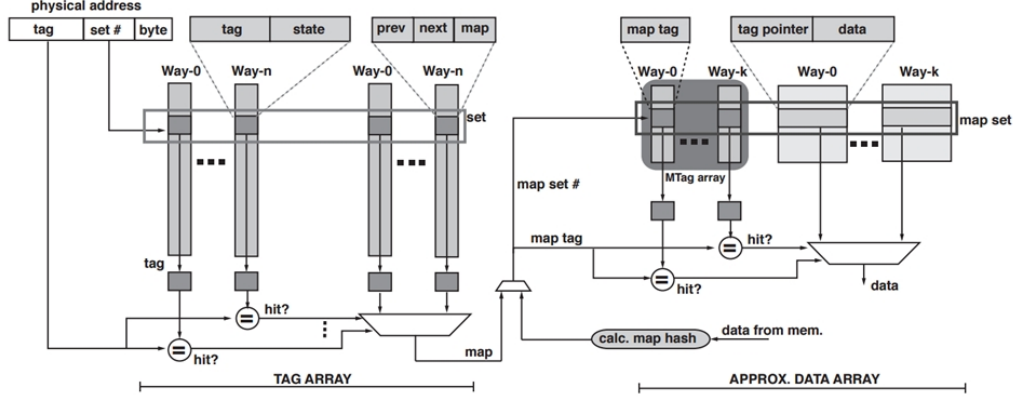 physical address
tag set # byte
tag state
prev next map
Way-0 Way-n Way-0 Way-n
set
tag
hit?
hit?
map
TAG ARRAY
map tag
tag pointer data
Way-0 Way-k Way-0 Way-k
map set
MTag array
map set #
map tag
=
hit?
=
hit?
data
=
=
calc. map hash
data from mem.
APPROX. DATA ARRAY